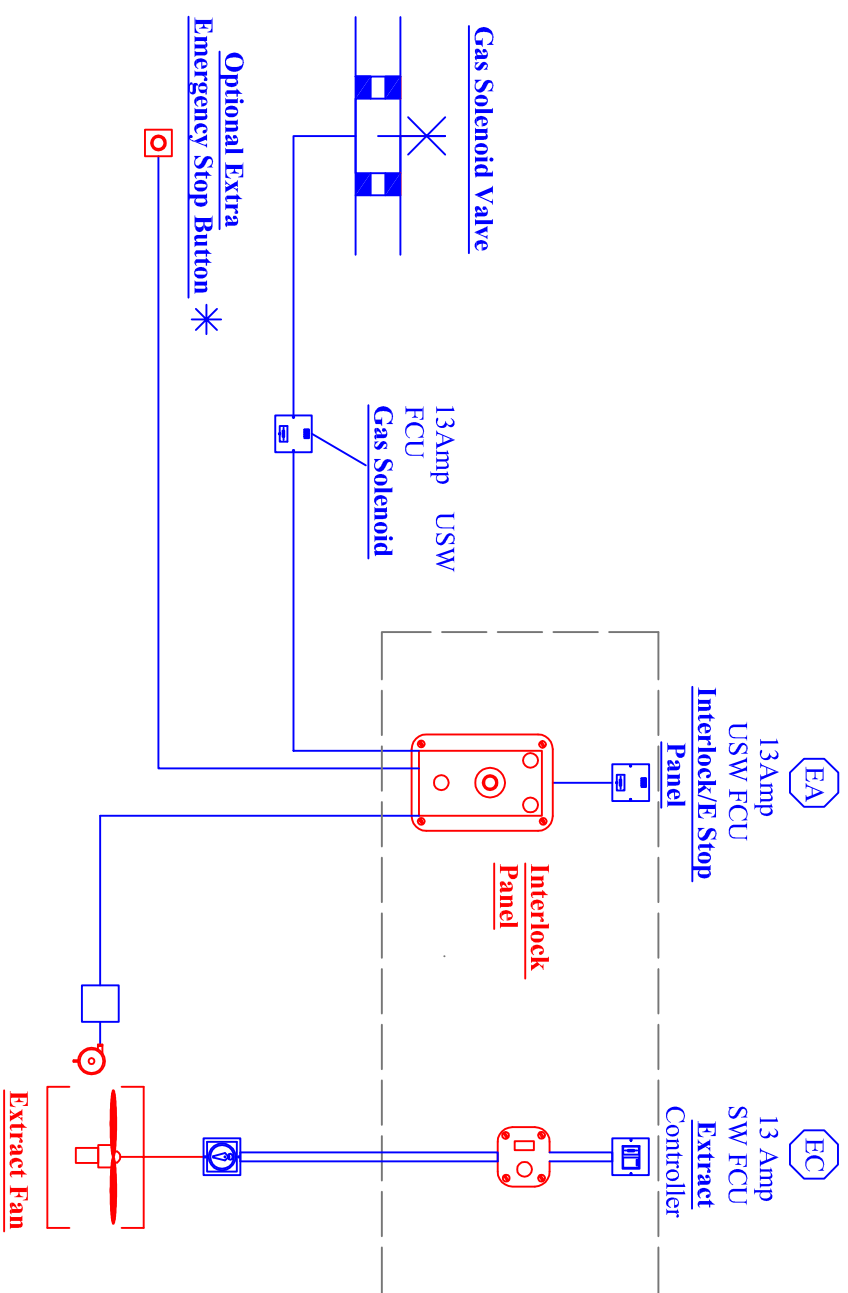 Gas Solenoid Valve
Optional Extra
Emergency Stop Button
13Amp USW
FCU
Gas Solenoid
EA
13Amp
USW FCU
Interlock/E Stop
Panel
Interlock
Panel
EC
13 Amp
SW FCU
Extract
Controller
Extract Fan